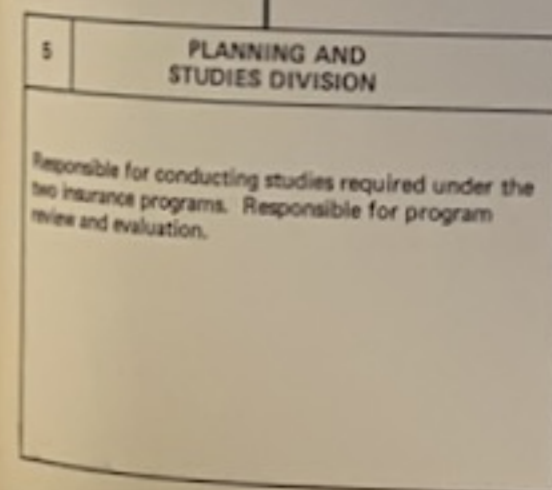 5
PLANNING AND
STUDIES DIVISION
Responsible for conducting studies required under the
two insurance programs. Responsible for program
review and evaluation.